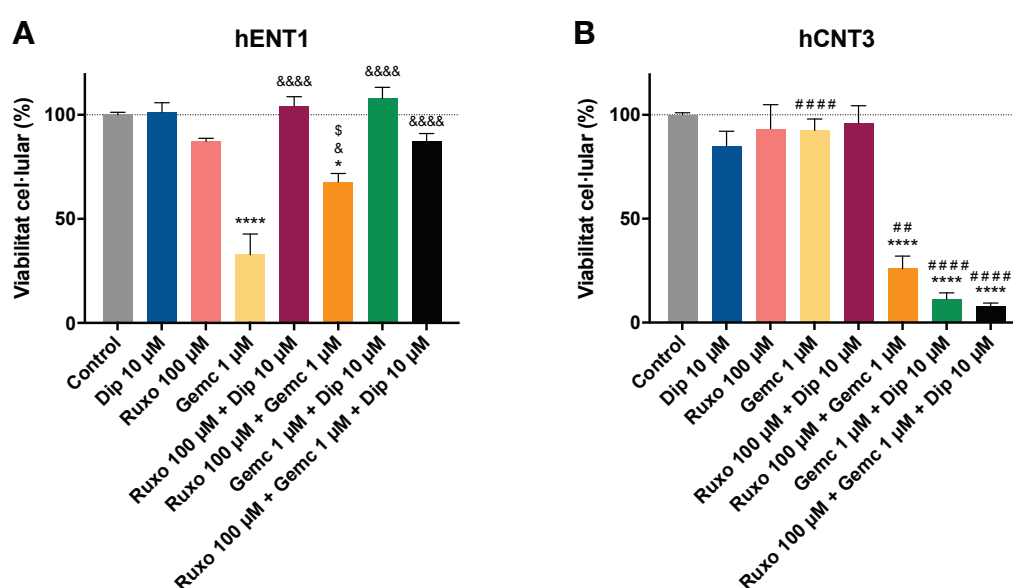 A
hENT1
Viabilitat cel·lular (%)
100
50
0
****
&&&&
$
&
*
&&&&
&&&&
Control
Dip 10 µM
Ruxo 100 µM
Gemc 1 µM
Ruxo 100 µM + Dip 10 µM
Ruxo 100 µM + Gemc 1 µM
Gemc 1 µM + Dip 10 µM
Ruxo 100 µM + Gemc 1 µM + Dip 10 µM
B
hCNT3
Viabilitat cel·lular (%)
100
50
0
####
##
****
####
****
####
****
Control
Dip 10 µM
Ruxo 100 µM
Gemc 1 µM
Ruxo 100 µM + Dip 10 µM
Ruxo 100 µM + Gemc 1 µM
Gemc 1 µM + Dip 10 µM
Ruxo 100 µM + Gemc 1 µM + Dip 10 µM